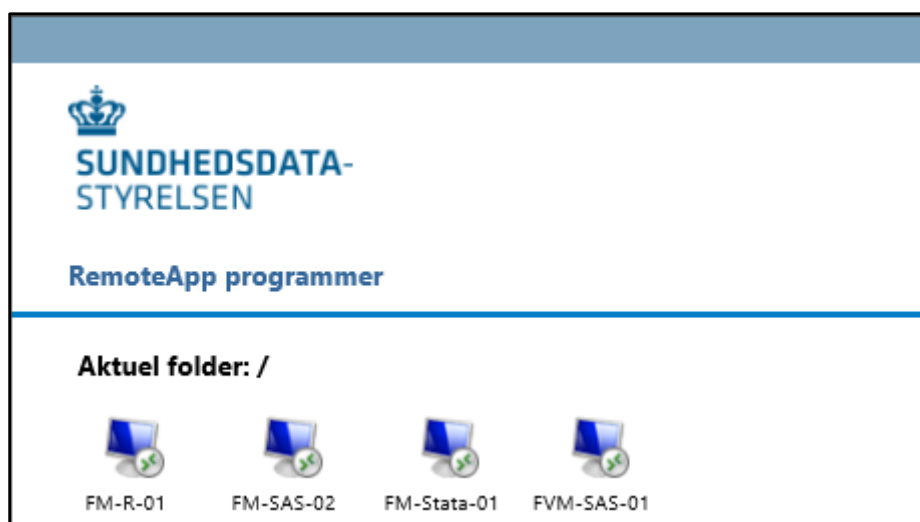 SUNDHEDSDATA-
STYRELSEN
RemoteApp programmer
Aktuel folder: /
FM-R-01 FM-SAS-02 FM-Stata-01 FVM-SAS-01